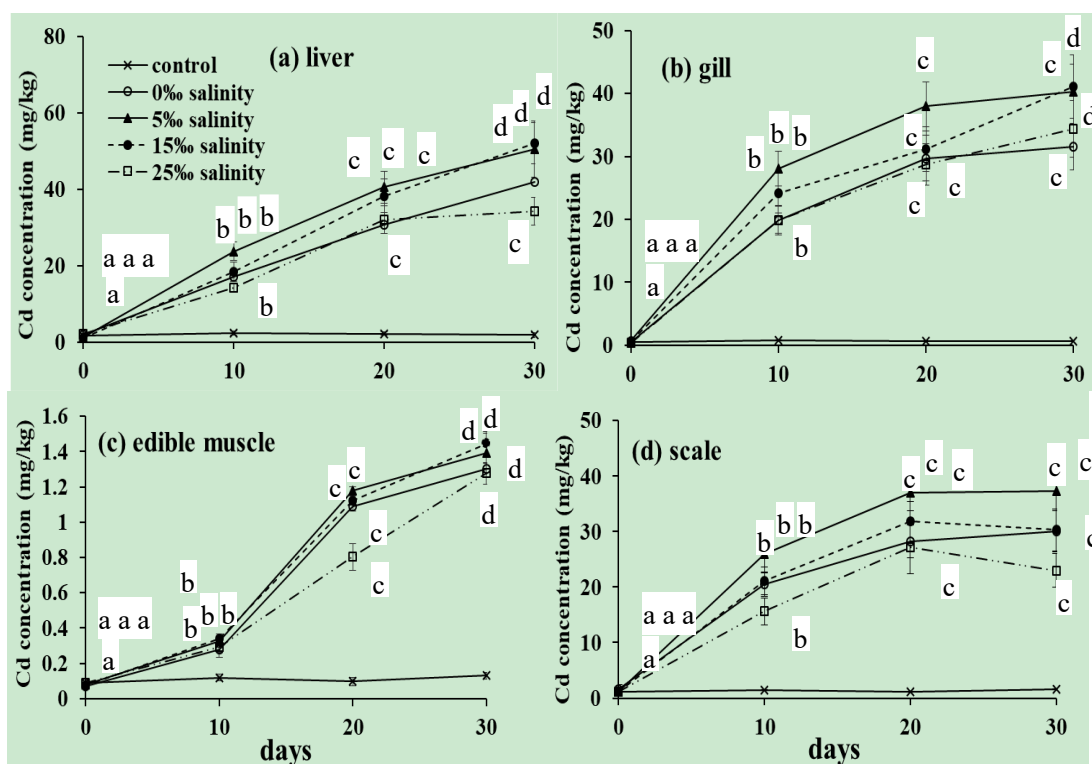 (a) liver
Cd concentration (mg/kg)
80
60
40
20
0
control
0‰ salinity
5‰ salinity
15‰ salinity
25‰ salinity
a a a
a
b b b
b
c c c
c
d d d
c
0 10 20 30
(b) gill
Cd concentration (mg/kg)
50
40
30
20
10
0
a a a
a
b b b
b
c
c
c c
d
c
d
c
0 10 20 30
(c) edible muscle
Cd concentration (mg/kg)
1.6
1.4
1.2
1
0.8
0.6
0.4
0.2
0
a a a
a
b
b b b
c c
c
c
d d
d
d
0 10 20 30
days
(d) scale
Cd concentration (mg/kg)
50
40
30
20
10
0
a a a
a
b b b
b
c c c
c
c c
c
c
0 10 20 30
days